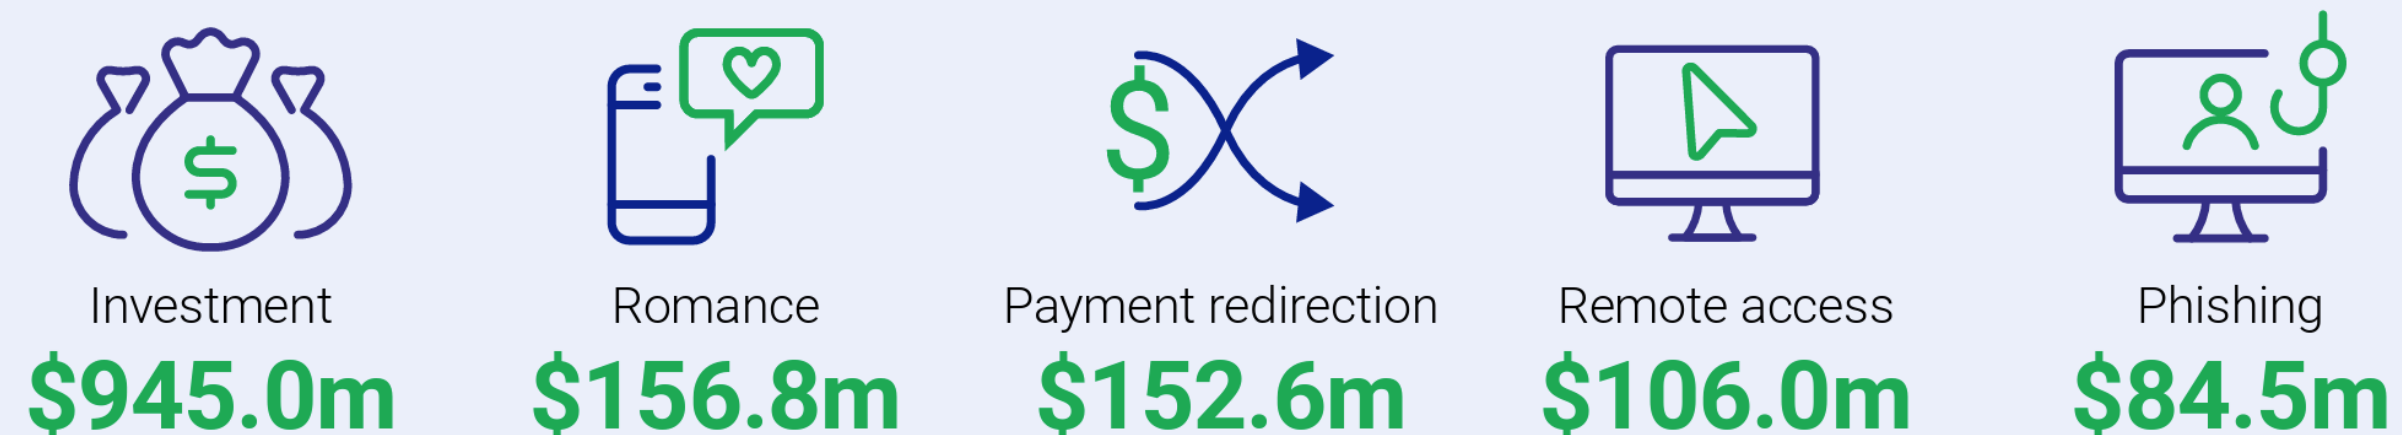 Investment
$945.0m
Romance
$156.8m
Payment redirection
$152.6m
Remote access
$106.0m
Phishing
$84.5m